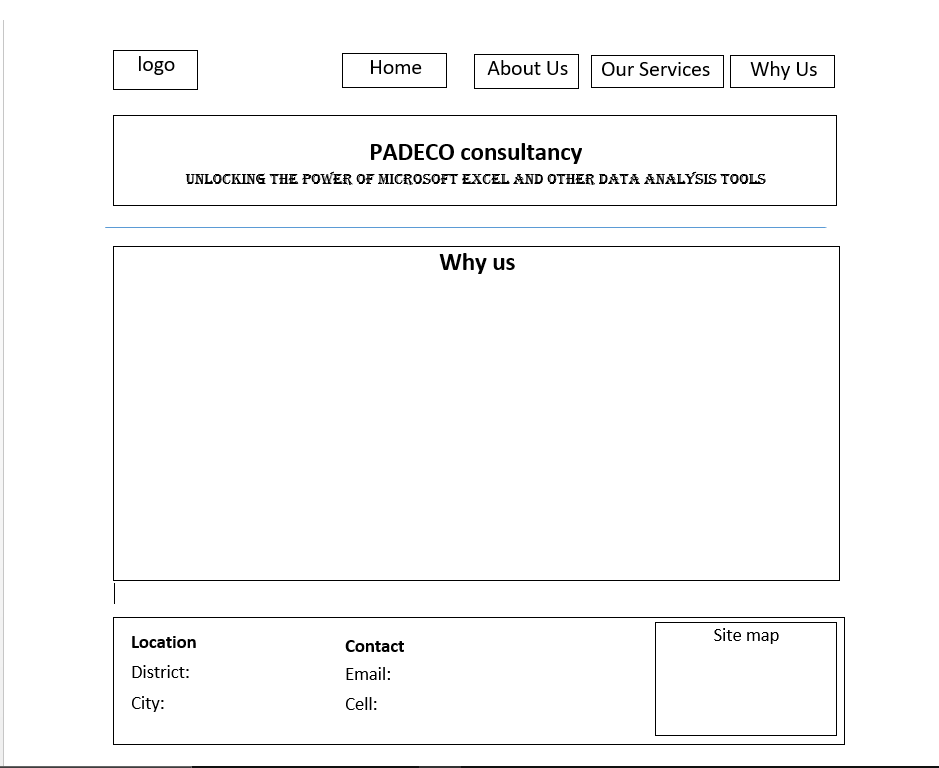 logo
Home
About Us
Our Services
Why Us
PADECO consultancy
UNLOCKING THE POWER OF MICROSOFT EXCEL AND OTHER DATA ANALYSIS TOOLS
Why us
Location
District:
City:
Contact
Email:
Cell:
Site map